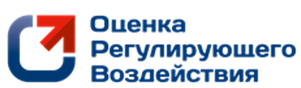 Оценка
Регулирующего
Воздействия